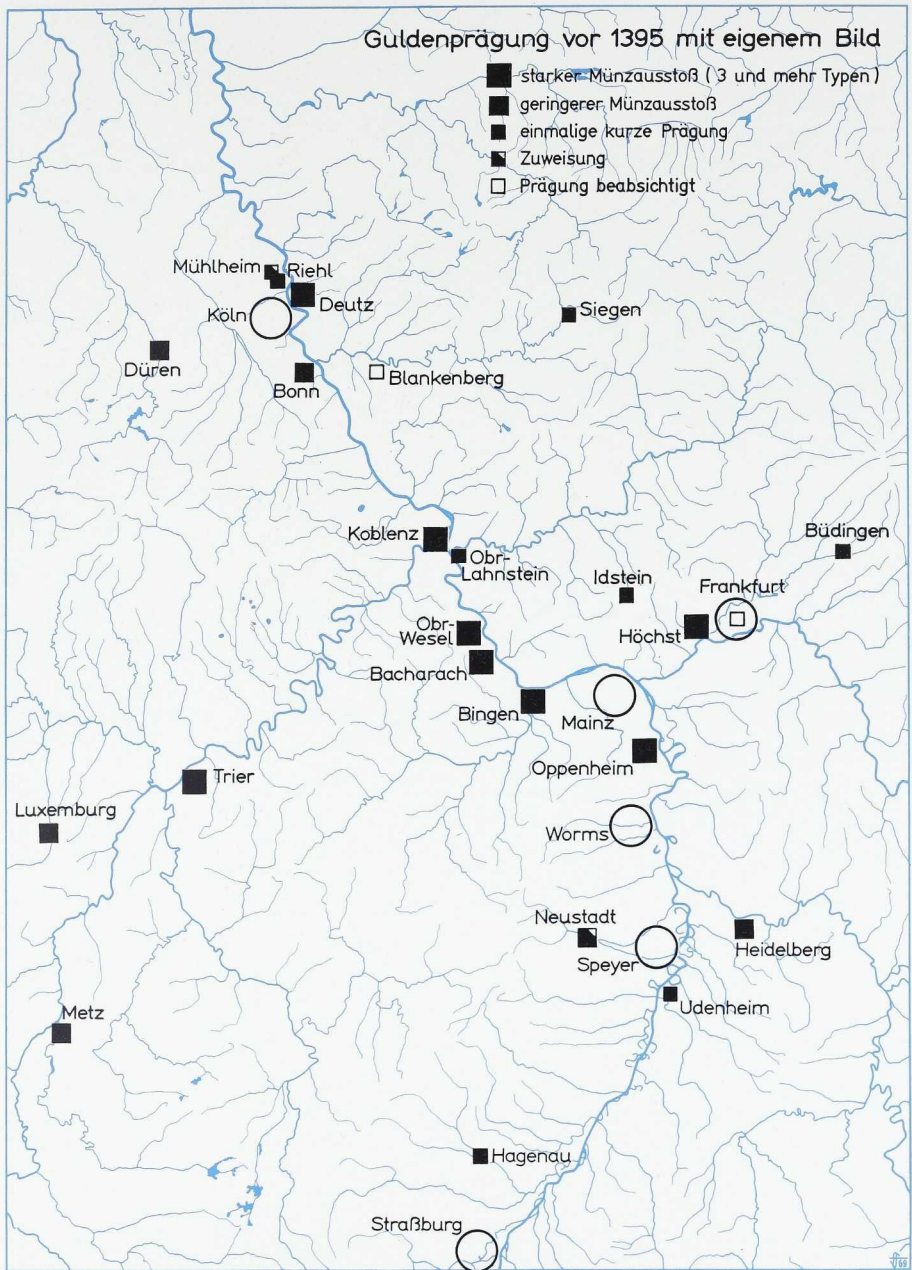 Guldenprägung vor 1395 mit eigenem Bild
starker Münzausstoß ( 3 und mehr Typen )
geringerer Münzausstoß
einmalige kurze Prägung
Zuweisung
Prägung beabsichtigt
Mühlheim
Riehl
Deutz
Köln
Siegen
Düren
Bonn
Blankenberg
Koblenz
Obr-
Lahnstein
Büdingen
Idstein
Frankfurt
Obr-
Wesel
Höchst
Bacharach
Bingen
Mainz
Oppenheim
Trier
Luxemburg
Worms
Neustadt
Speyer
Heidelberg
Udenheim
Metz
Hagenau
Straßburg